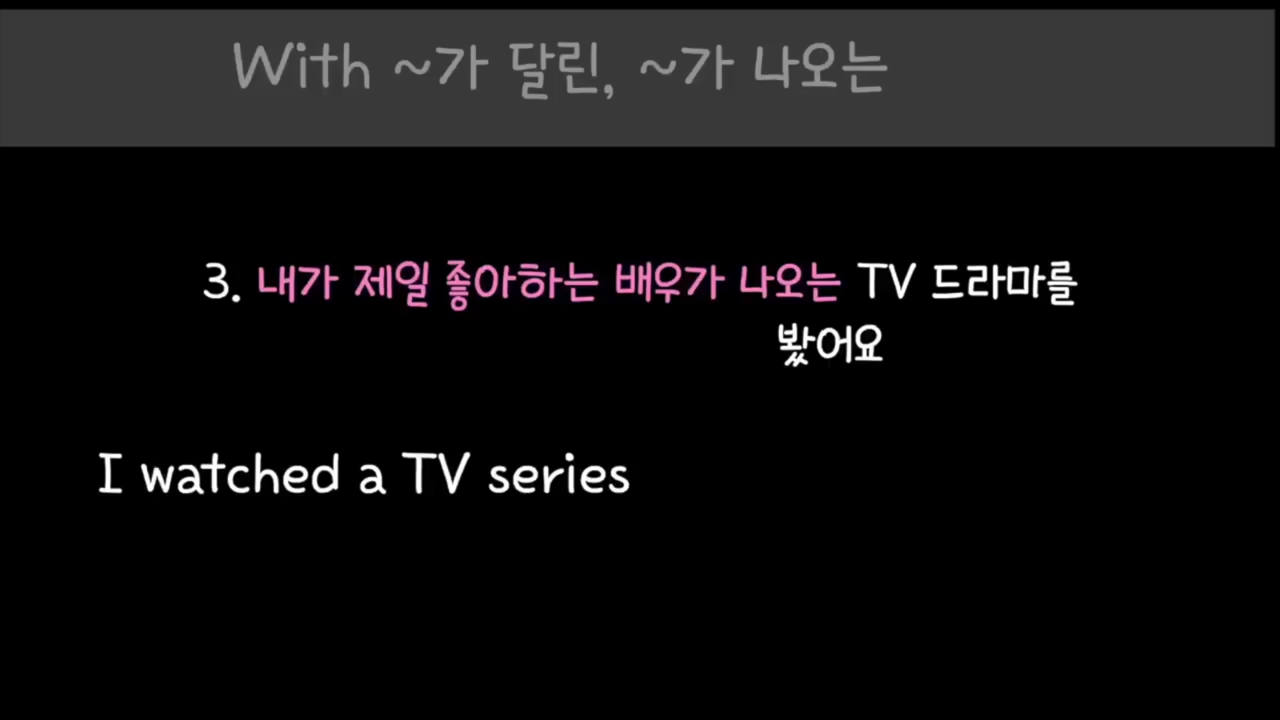 With ~가 달린, ~가 나오는
3. 내가 제일 좋아하는 배우가 나오는 TV 드라마를
봤어요
I watched a TV series